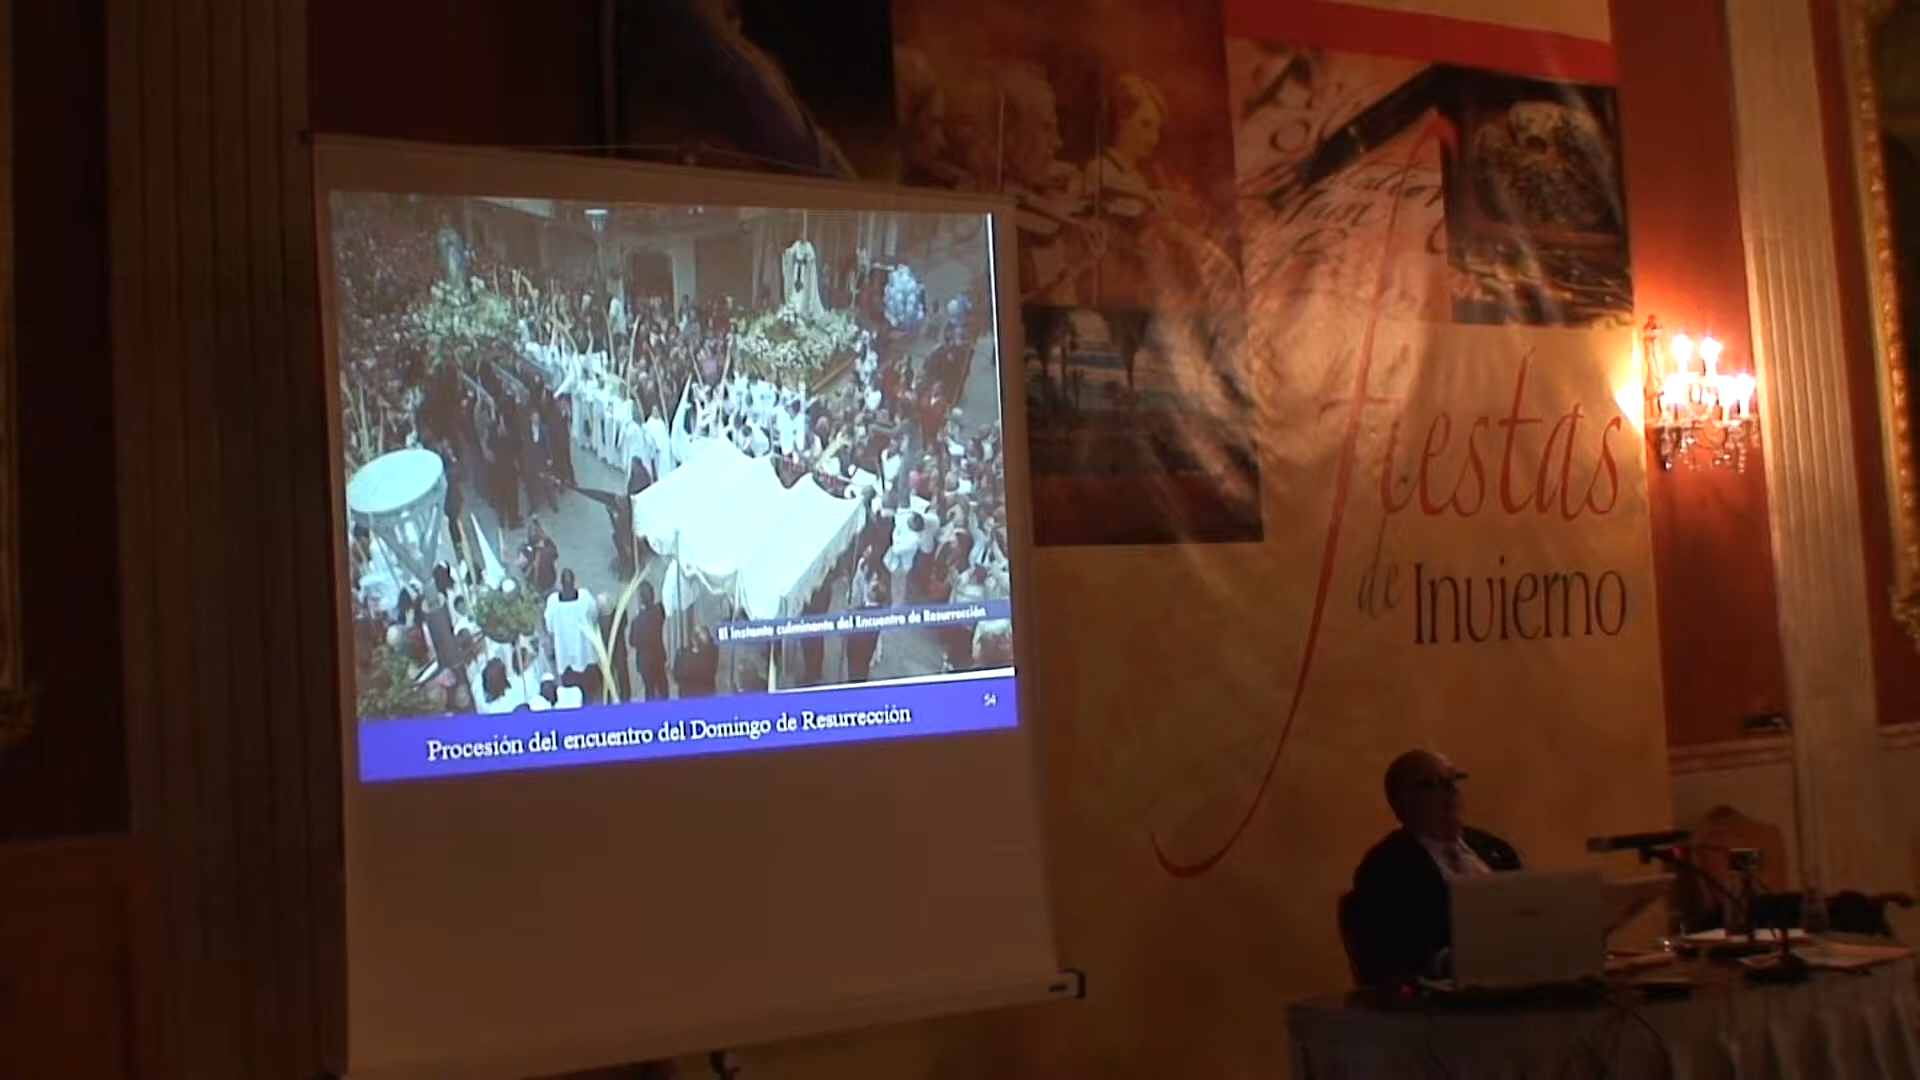 El instante culminante del Encuentro de Resurrección
Procesión del encuentro del Domingo de Resurrección
54
fiestas
de Invierno